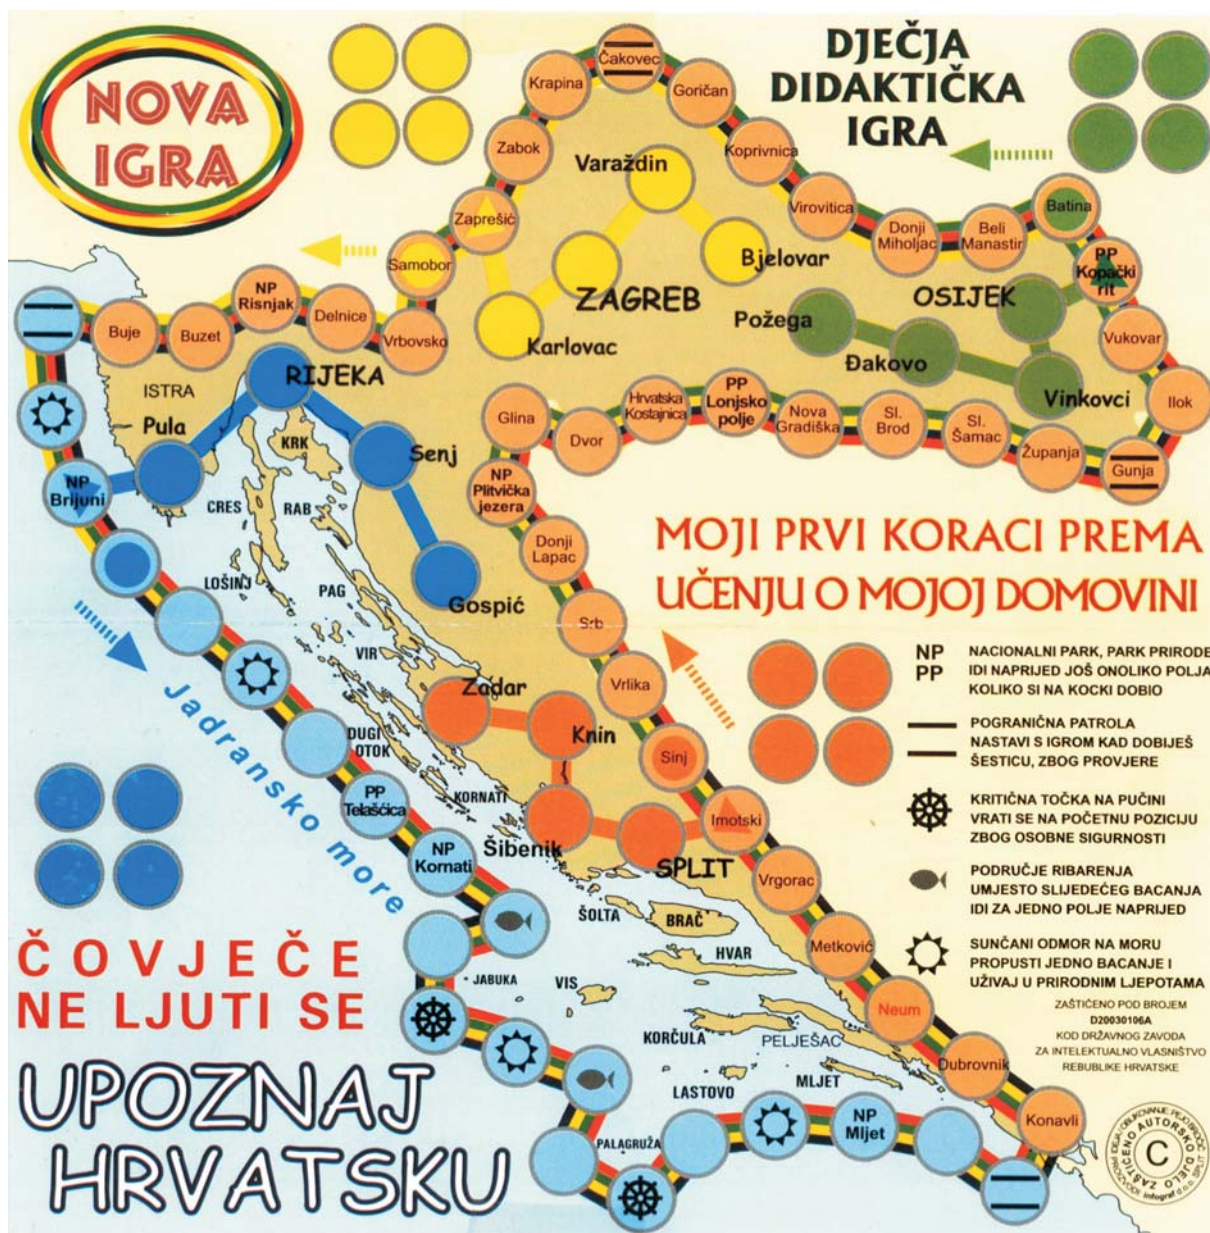 NOVA
IGRA
DJEČJA
DIDAKTIČKA
IGRA
Čakovec
Krapina
Goričan
Zabok
Koprivnica
Varaždin
Zaprešić
Virovitica
Batina
Donji
Miholjac
Beli
Manastir
Samobor
Bjelovar
PP
Kopački
rit
NP
Risnjak
ZAGREB
OSIJEK
Buje
Buzet
Delnice
Vrbovsko
Karlovac
Požega
Vukovar
Đakovo
RIJEKA
ISTRA
Vinkovci
Ilok
Pula
KRK
Senj
Glina
Dvor
Hrvatska
Kostajnica
PP
Lonjsko
polje
Nova
Gradiška
Sl.
Brod
Sl.
Šamac
Županja
Gunja
NP
Brijuni
CRES
RAB
NP
Plitvička
jezera
Donji
Lapac
MOJI PRVI KORACI PREMA
UČENJU O MOJOJ DOMOVINI
LOŠINJ
PAG
Gospić
Srb
VIR
Zadar
Vrlika
Jadransko more
DUGI
OTOK
Knin
Sinj
NP
PP
NACIONALNI PARK, PARK PRIRODE
IDI NAPRIJED JOŠ ONOLIKO POLJA
KOLIKO SI NA KOCKI DOBIO
POGRANIČNA PATROLA
NASTAVI S IGROM KAD DOBIJEŠ
ŠESTICU, ZBOG PROVJERE
KRITIČNA TOČKA NA PUČINI
VRATI SE NA POČETNU POZICIJU
ZBOG OSOBNE SIGURNOSTI
PODRUČJE RIBARENJA
UMJESTO SLIJEDEĆEG BACANJA
IDI ZA JEDNO POLJE NAPRIJED
SUNČANI ODMOR NA MORU
PROPUSTI JEDNO BACANJE I
UŽIVAJ U PRIRODNIM LJEPOTAMA
PP
Telašćica
KORNATI
NP
Kornati
Šibenik
SPLIT
Imotski
Vrgorac
ŠOLTA
BRAČ
Metković
HVAR
JABUKA
VIS
Neum
KORČULA
PELJEŠAC
Dubrovnik
LASTOVO
MLJET
Konavli
PALAGRUŽA
NP
Mljet
ČOVJEČE
NE LJUTI SE
UPOZNAJ
HRVATSKU
ZAŠTIĆENO POD BROJEM
D20030106A
KOD DRŽAVNOG ZAVODA
ZA INTELEKTUALNO VLASNIŠTVO
REBUBLIKE HRVATSKE
ZAŠTIĆENO AUTORSKO DJELO
C